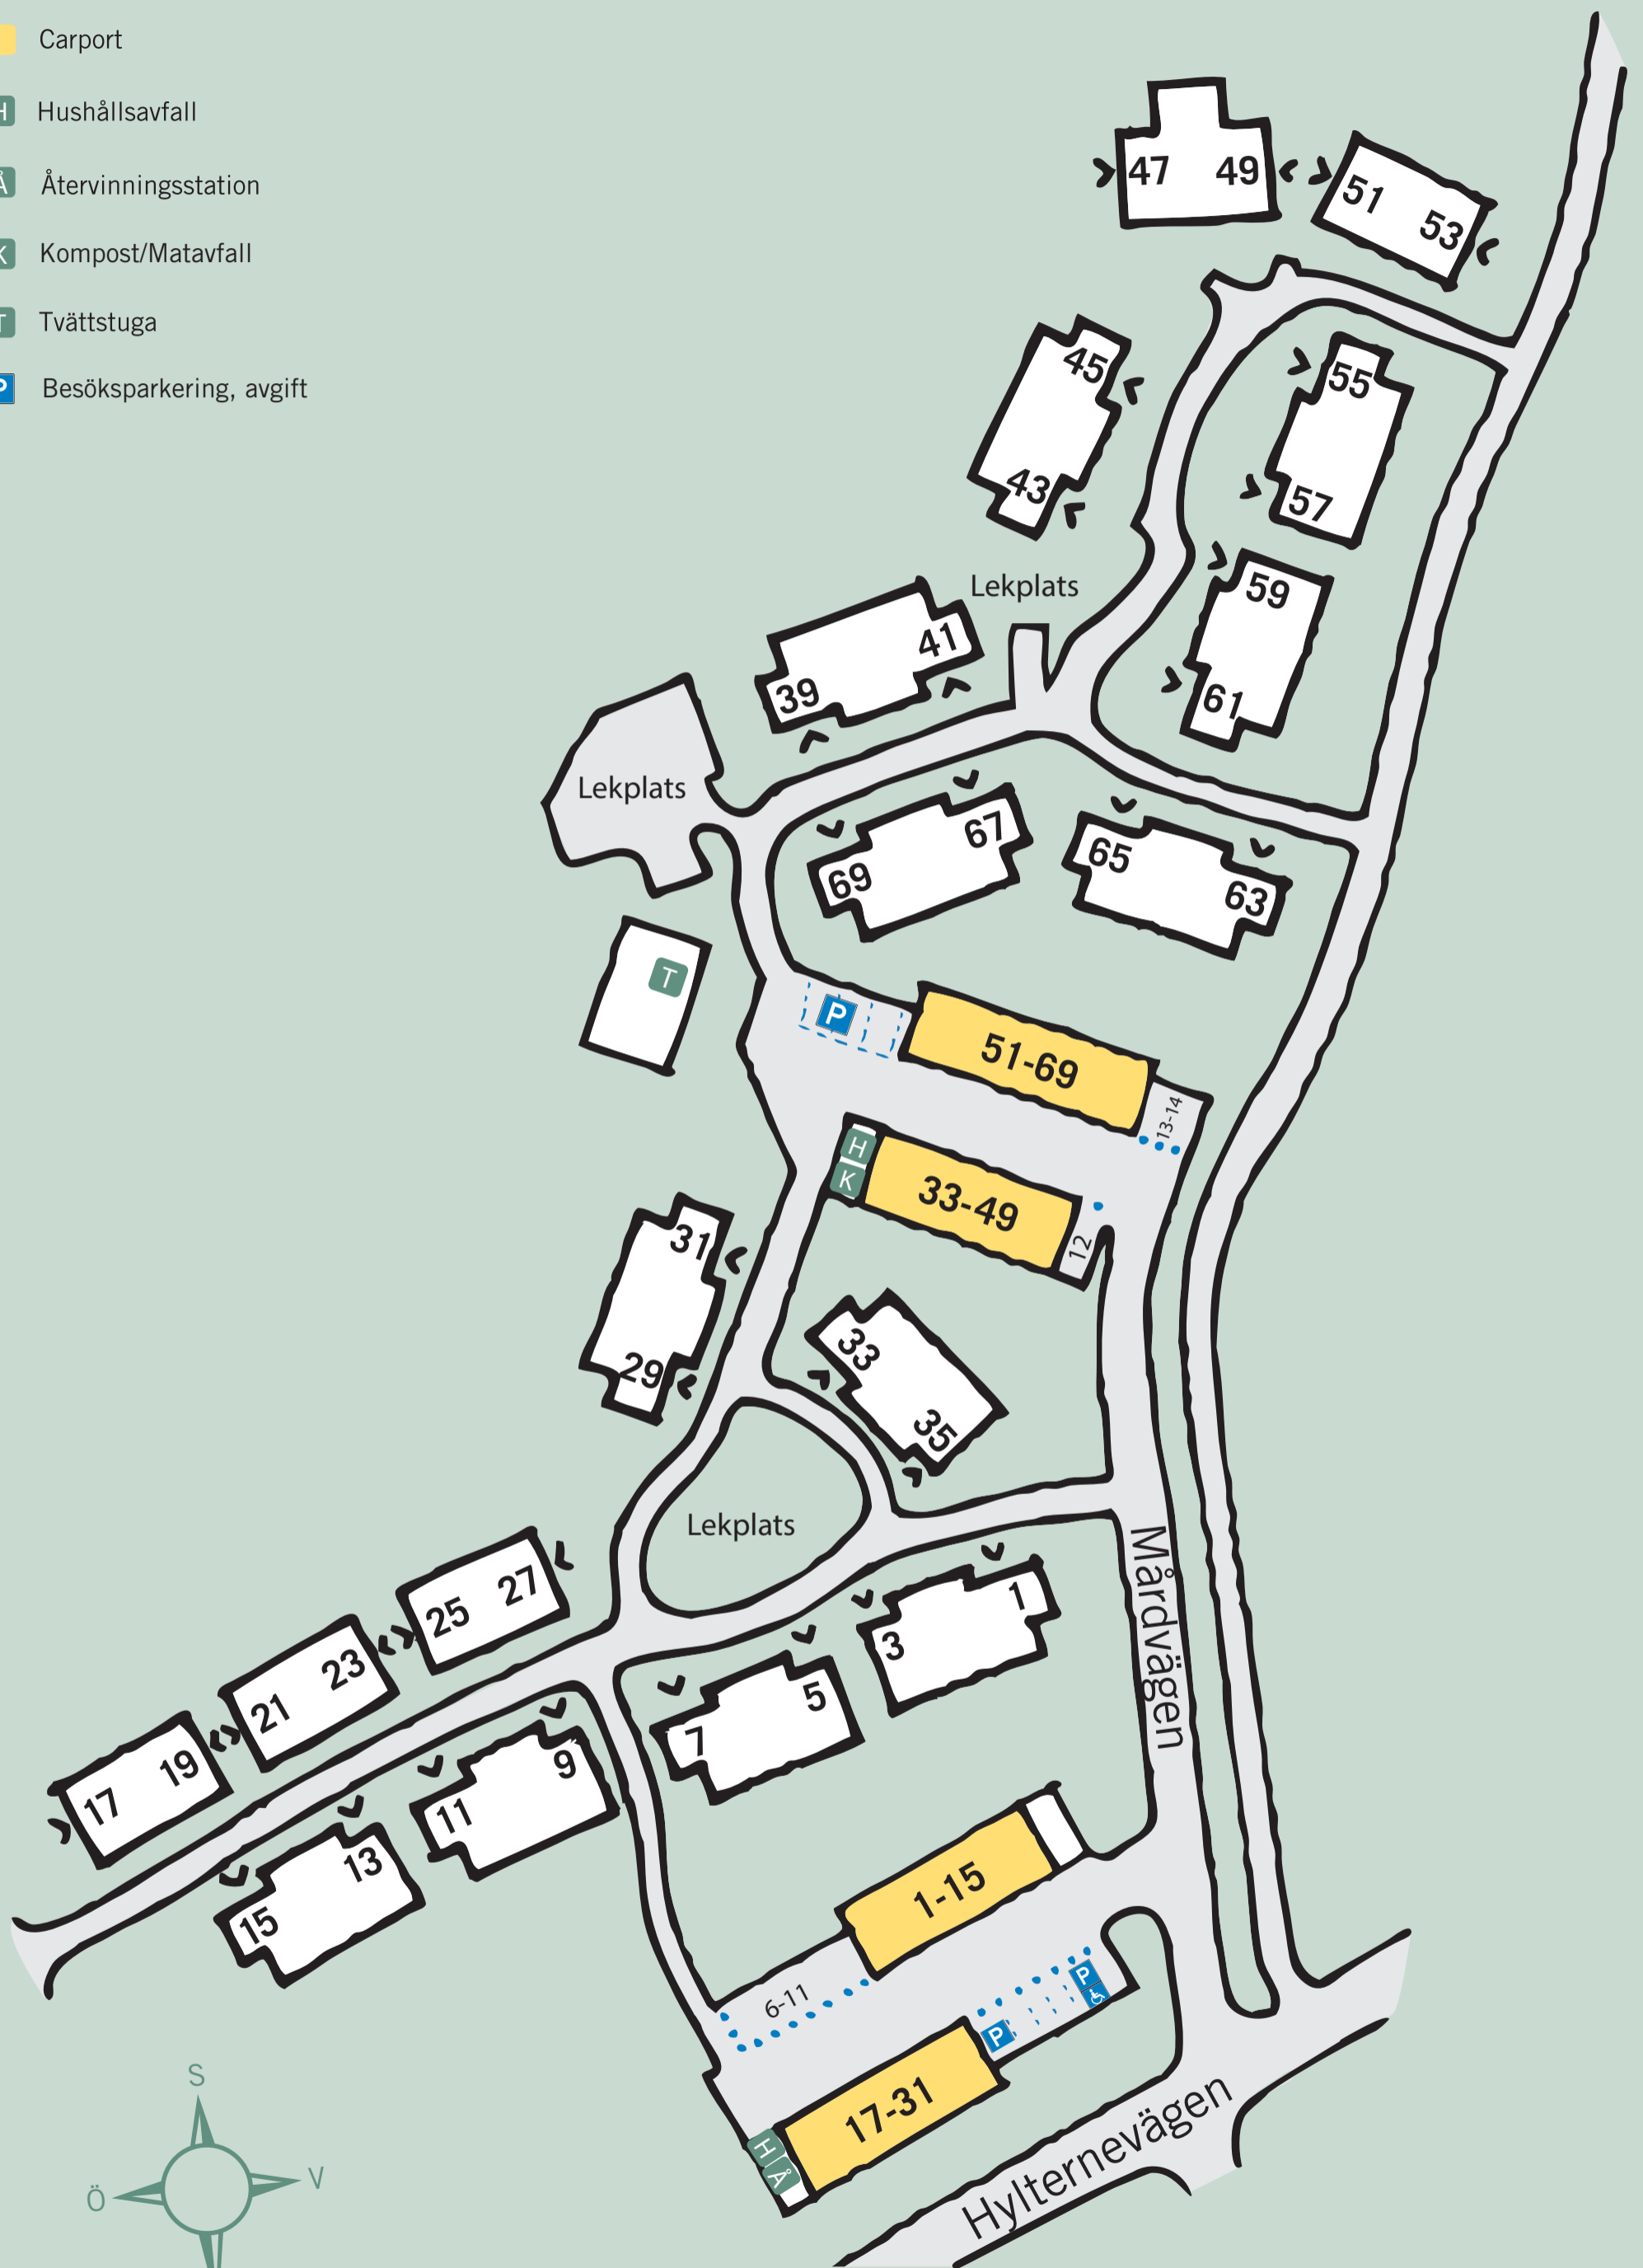 Carport
H Hushållsavfall
Å Återvinningsstation
K Kompost/Matavfall
T Tvättstuga
P Besöksparkering, avgift
47 49
51 53
45
43
55
57
Lekplats
59
61
41
39
Lekplats
67
69
65
63
T
P
51-69
13-14
H
K
33-49
12
31
29
33
35
Lekplats
Mårdvägen
25 27
1
3
21 23
5
7
17 19
9
11
13
15
1-15
6-11
P
P
17-31
H
Å
Hylternevägen
S
Ö V